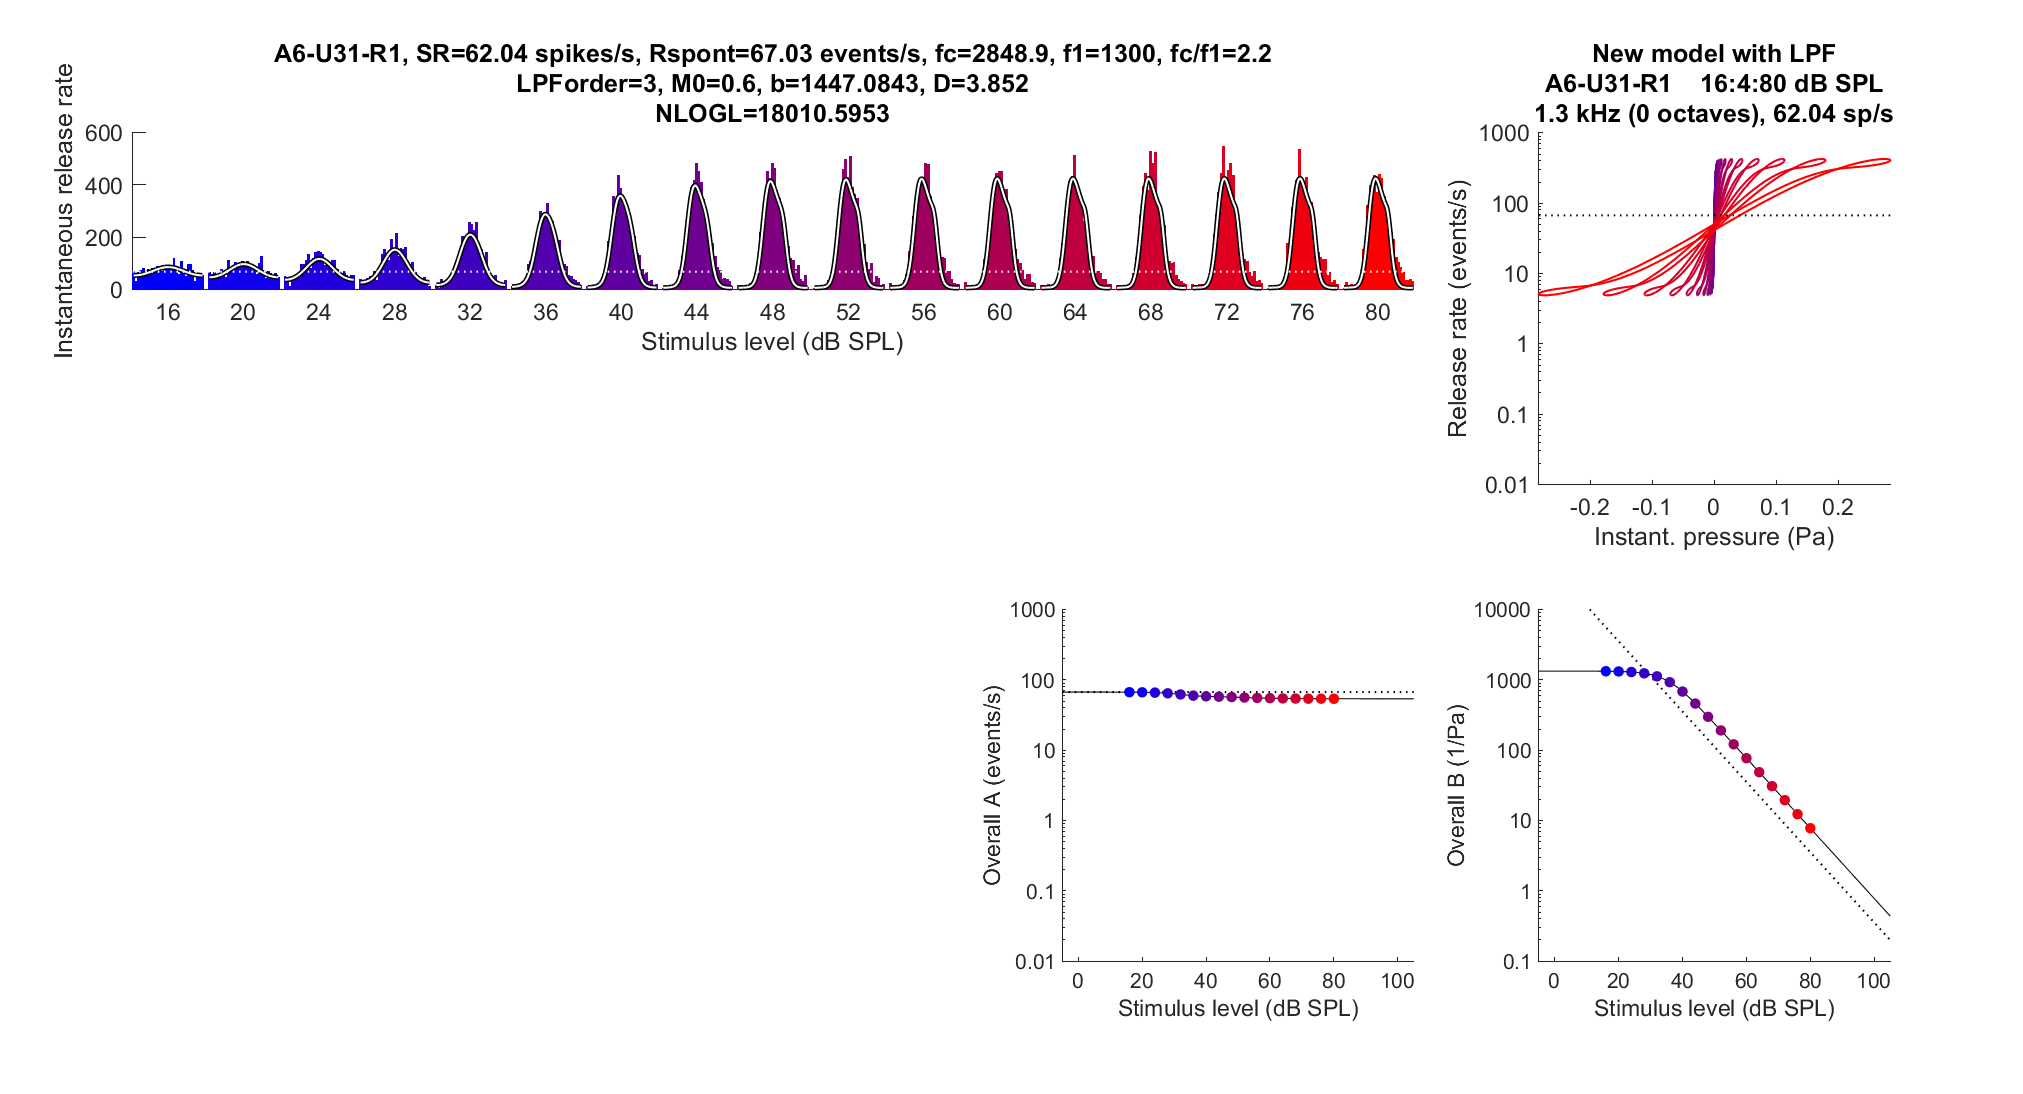 A6-U31-R1, SR=62.04 spikes/s, Rspont=67.03 events/s, fc=2848.9, f1=1300, fc/f1=2.2
LPForder=3, M0=0.6, b=1447.0843, D=3.852
NLOGL=18010.5953
Instantaneous release rate
600
400
200
0
16 20 24 28 32 36 40 44 48 52 56 60 64 68 72 76 80
Stimulus level (dB SPL)
New model with LPF
A6-U31-R1 16:4:80 dB SPL
1.3 kHz (0 octaves), 62.04 sp/s
Release rate (events/s)
1000
100
10
1
0.1
0.01
-0.2 -0.1 0 0.1 0.2
Instant. pressure (Pa)
Overall A (events/s)
1000
100
10
1
0.1
0.01
0 20 40 60 80 100
Stimulus level (dB SPL)
Overall B (1/Pa)
10000
1000
100
10
1
0.1
0 20 40 60 80 100
Stimulus level (dB SPL)